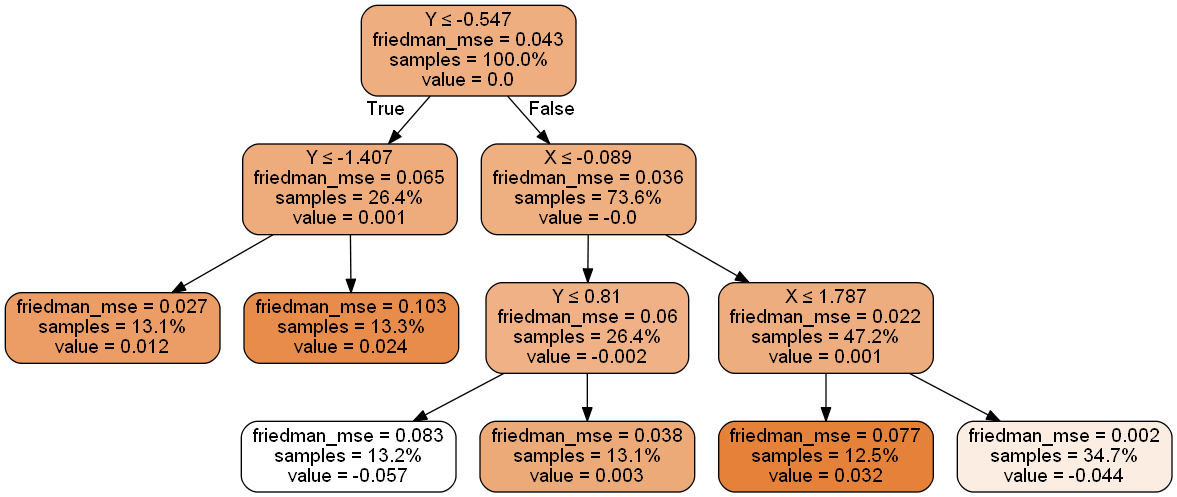 Y ≤ -0.547
friedman_mse = 0.043
samples = 100.0%
value = 0.0
True
False
Y ≤ -1.407
friedman_mse = 0.065
samples = 26.4%
value = 0.001
X ≤ -0.089
friedman_mse = 0.036
samples = 73.6%
value = -0.0
friedman_mse = 0.027
samples = 13.1%
value = 0.012
friedman_mse = 0.103
samples = 13.3%
value = 0.024
Y ≤ 0.81
friedman_mse = 0.06
samples = 26.4%
value = -0.002
X ≤ 1.787
friedman_mse = 0.022
samples = 47.2%
value = 0.001
friedman_mse = 0.083
samples = 13.2%
value = -0.057
friedman_mse = 0.038
samples = 13.1%
value = 0.003
friedman_mse = 0.077
samples = 12.5%
value = 0.032
friedman_mse = 0.002
samples = 34.7%
value = -0.044